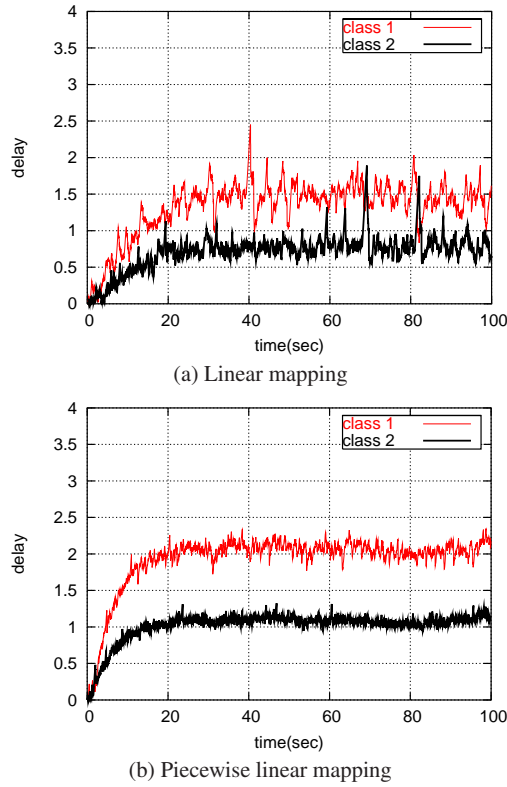 4
3.5
3
2.5
2
1.5
1
0.5
0
delay
class 1
class 2
0 20 40 60 80 100
time(sec)
(a) Linear mapping
4
3.5
3
2.5
2
1.5
1
0.5
0
delay
class 1
class 2
0 20 40 60 80 100
time(sec)
(b) Piecewise linear mapping